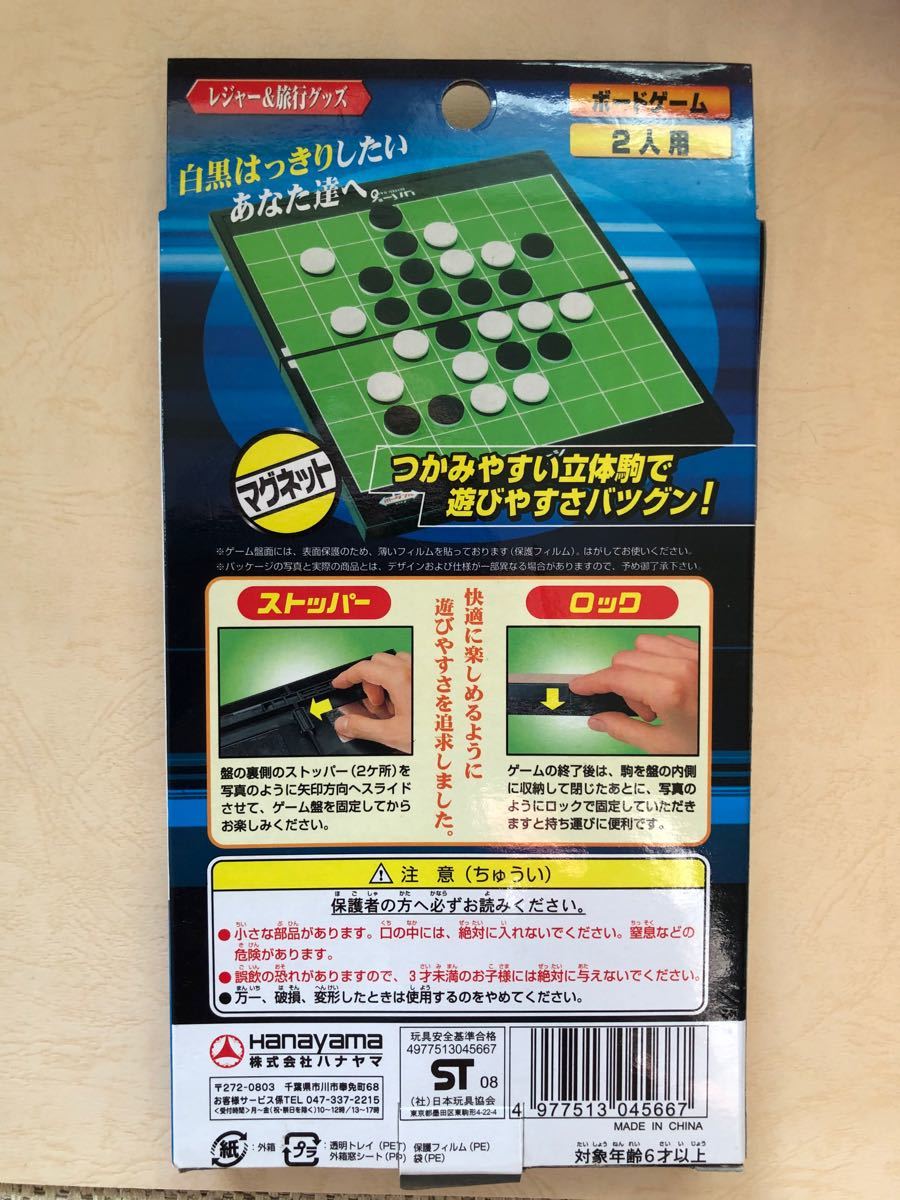 レジャー&旅行グッズ
ボードゲーム
2人用
白黒はっきりしたい
あなた達へ。
マグネット
つかみやすい立体駒で
遊びやすさバツグン!
※ゲーム盤面には、表面保護のため、薄いフィルムを貼っております(保護フィルム)。はがしてお使いください。
※パッケージの写真と実際の商品とは、デザインおよび仕様が一部異なる場合がありますので、予め御了承下さい。
ストッパー
盤の裏側のストッパー(2ケ所)を
写真のように矢印方向へスライド
させて、ゲーム盤を固定してから
お楽しみください。
快適に楽しめるように
遊びやすさを追求しました。
ロック
ゲームの終了後は、駒を盤の内側
に収納して閉じたあとに、写真の
ようにロックで固定していただき
ますと持ち運びに便利です。
注 意(ちゅうい)
保護者の方へ必ずお読みください。
●小さな部品があります。口の中には、絶対に入れないでください。窒息などの
危険があります。
●誤飲の恐れがありますので、3才未満のお子様には絶対に与えないでください。
●万一、破損、変形したときは使用するのをやめてください。
Hanayama
株式会社ハナヤマ
〒272-0803 千葉県市川市奉免町68
お客様サービス係TEL 047-337-2215
<受付時間>月~金(祝・祭日を除く)10~12時/13~17時
玩具安全基準合格
4977513045667
ST 08
(社)日本玩具協会
東京都墨田区東駒形4-22-4
4 977513 045667
MADE IN CHINA
紙 :外箱
プラ :透明トレイ(PET) 保護フィルム(PE)
外箱窓シート(PP) 袋(PE)
対象年齢6才以上